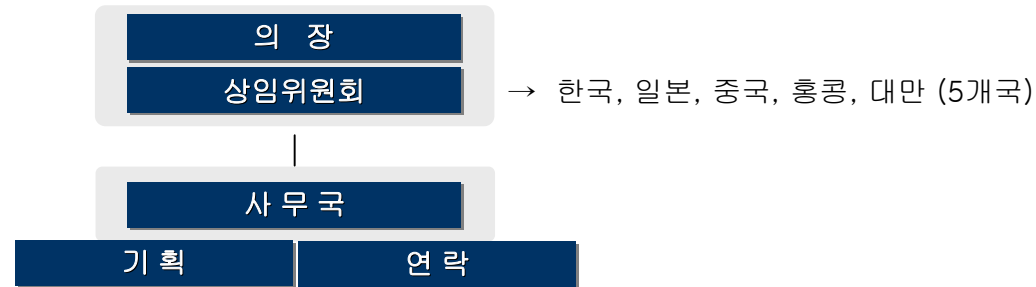 의 장
상임위원회 → 한국, 일본, 중국, 홍콩, 대만 (5개국)
사 무 국
기 획 연 락